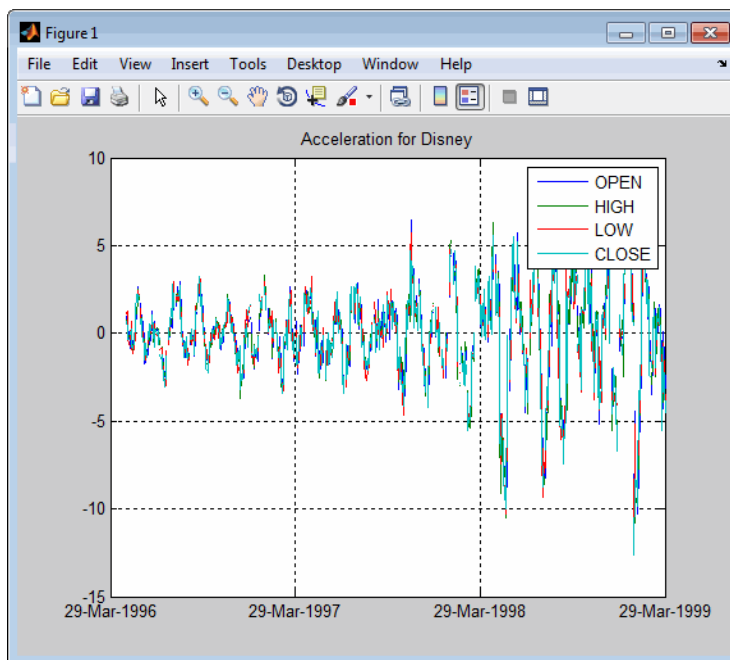 Figure 1
File Edit View Insert Tools Desktop Window Help
Acceleration for Disney
10
5
0
-5
-10
-15
OPEN
HIGH
LOW
CLOSE
29-Mar-1996 29-Mar-1997 29-Mar-1998 29-Mar-1999